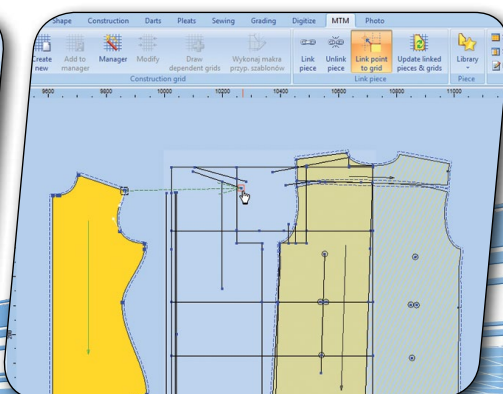 Shape Construction Darts Pleats Sewing Grading Digitize MTM Photo
Create new Add to manager Manager Modify Draw dependent grids Wykonaj makra przyp. szablonów Link piece Unlink piece Link point to grid Update linked pieces & grids Library
Construction grid Link piece Piece
9600 10000 10200 10400 10600 10800 11000